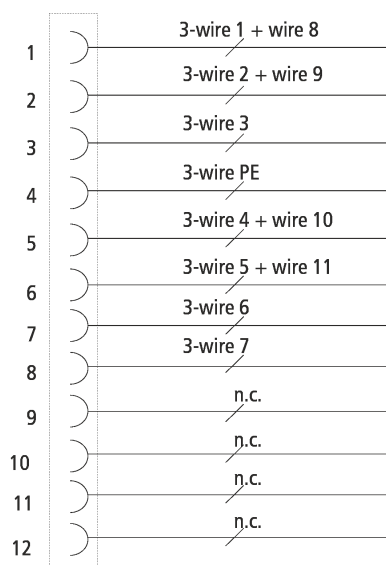 1 3-wire 1 + wire 8
2 3-wire 2 + wire 9
3 3-wire 3
4 3-wire PE
5 3-wire 4 + wire 10
6 3-wire 5 + wire 11
7 3-wire 6
8 3-wire 7
9 n.c.
10 n.c.
11 n.c.
12 n.c.